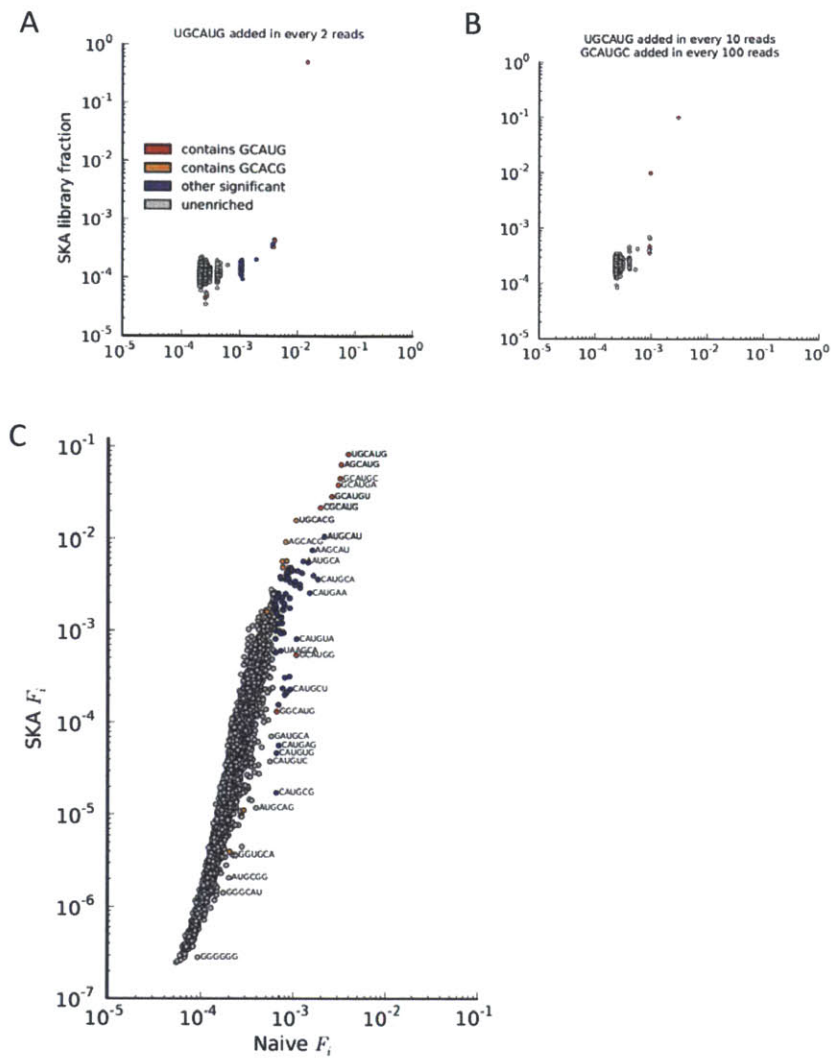 A
UGCAUG added in every 2 reads
10^0
10^-1
10^-2
10^-3
10^-4
10^-5
SKA library fraction
contains GCAUG
contains GCACG
other significant
unenriched
10^-5 10^-4 10^-3 10^-2 10^-1 10^0
B
UGCAUG added in every 10 reads
GCAUGC added in every 100 reads
10^0
10^-1
10^-2
10^-3
10^-4
10^-5
10^-5 10^-4 10^-3 10^-2 10^-1 10^0
C
10^-1
10^-2
10^-3
10^-4
10^-5
10^-6
10^-7
SKA F_i
UGCAUG
AGCAUG
GCAUGC
GCAUGA
GCAUGU
CGCAUG
UGCACG
AUGCAU
AGCACG
AAGCAU
AAUGCA
CAUGCA
CAUGAA
CAUGUA
UAAGCA
GCAUGG
CAUGCU
GGCAUG
GAUGCA
CAUGAG
CAUGUG
CAUGUC
CAUGCG
AUGCAG
GGUGCA
AUGCGG
GGGCAU
GGGGGG
10^-5 10^-4 10^-3 10^-2 10^-1
Naive F_i